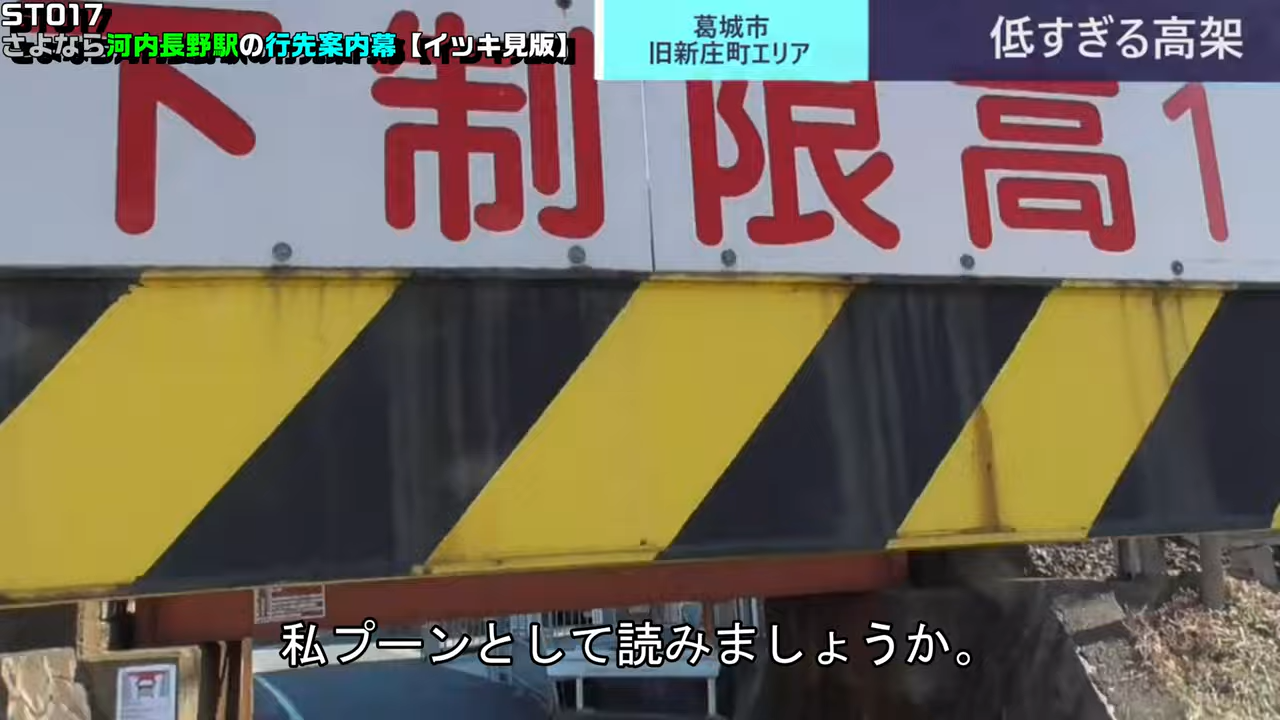 ST017
さよなら河内長野駅の行先案内幕【イツキ見版】
葛城市
旧新庄町エリア
低すぎる高架
下制限高1
私プーンとして読みましょうか。